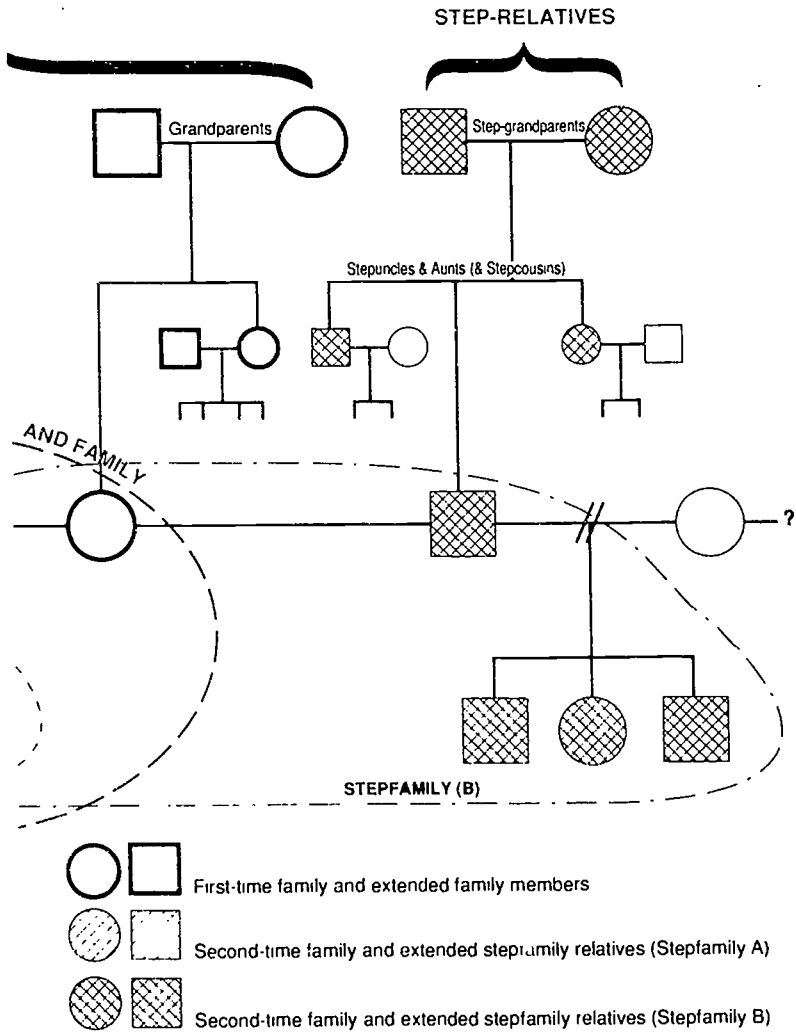 STEP-RELATIVES
Grandparents
Step-grandparents
Stepuncles & Aunts (& Stepcousins)
AND FAMILY
?
STEPFAMILY (B)
First-time family and extended family members
Second-time family and extended stepfamily relatives (Stepfamily A)
Second-time family and extended stepfamily relatives (Stepfamily B)